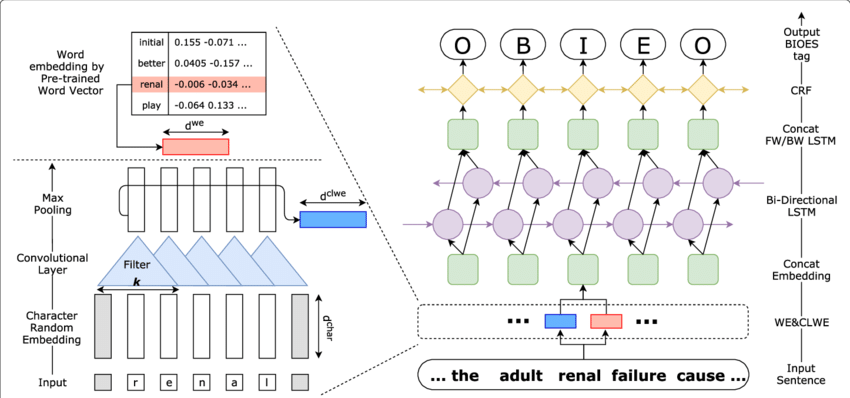 Word
embedding by
Pre-trained
Word Vector
initial 0.155 -0.071 ...
better 0.0405 -0.157 ...
renal -0.006 -0.034 ...
play -0.064 0.133 ...
d^we
Max
Pooling
d^clwe
Convolutional
Layer
Filter
k
Character
Random
Embedding
d^char
Input
r e n a l
O B I E O
Output
BIOES
tag
CRF
Concat
FW/BW LSTM
Bi-Directional
LSTM
Concat
Embedding
... ...
WE&CLWE
... the adult renal failure cause ...
Input
Sentence